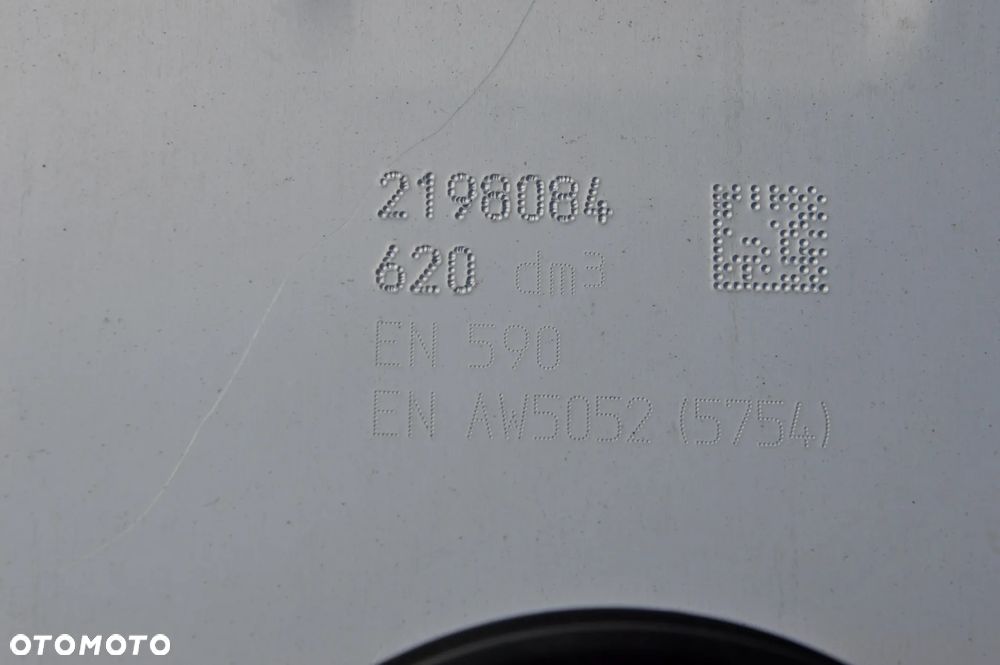 2198084
620 dm3
EN 590
EN AW5052 (5754)
OTOMOTO